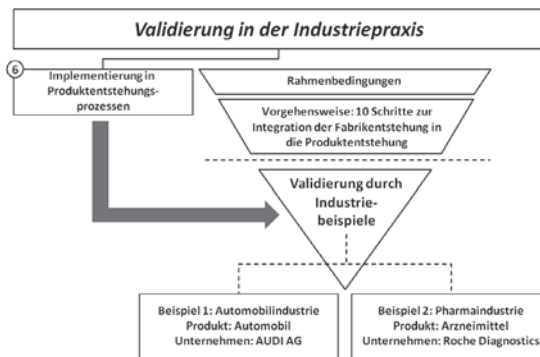 Validierung in der Industriepraxis
6
Implementierung in
Produktentstehungs-
prozessen
Rahmenbedingungen
Vorgehensweise: 10 Schritte zur
Integration der Fabrikentstehung in
die Produktentstehung
Validierung durch
Industrie-
beispiele
Beispiel 1: Automobilindustrie
Produkt: Automobil
Unternehmen: AUDI AG
Beispiel 2: Pharmaindustrie
Produkt: Arzneimittel
Unternehmen: Roche Diagnostics